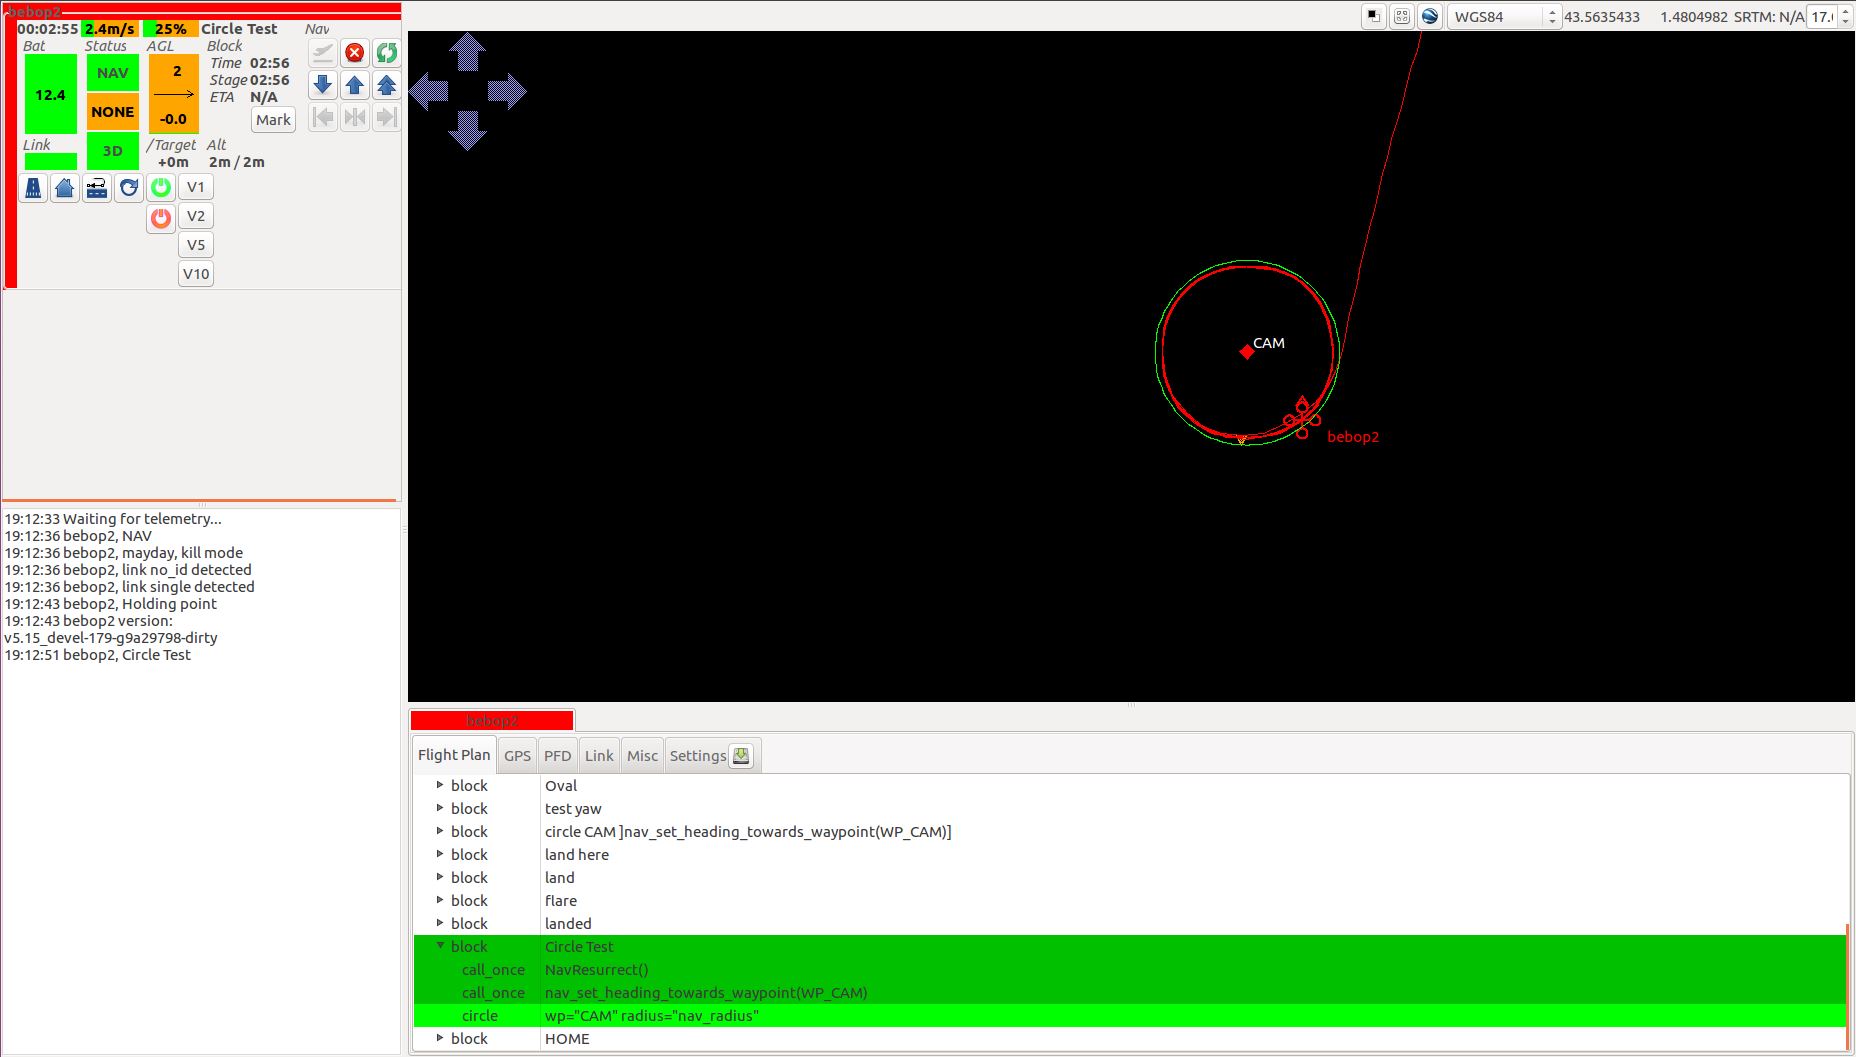 bebop2
00:02:55 2.4m/s 25% Circle Test Nav
Bat Status AGL Block
12.4 NAV 2 Time 02:56
Stage 02:56
NONE ETA N/A
-0.0 Mark
Link 3D /Target Alt
+0m 2m / 2m
V1
V2
V5
V10
19:12:33 Waiting for telemetry...
19:12:36 bebop2, NAV
19:12:36 bebop2, mayday, kill mode
19:12:36 bebop2, link no_id detected
19:12:36 bebop2, link single detected
19:12:43 bebop2, Holding point
19:12:43 bebop2 version:
v5.15_devel-179-g9a29798-dirty
19:12:51 bebop2, Circle Test
WGS84 43.5635433 1.4804982 SRTM: N/A 17.
CAM
bebop2
bebop2
Flight Plan GPS PFD Link Misc Settings
block Oval
block test yaw
block circle CAM ]nav_set_heading_towards_waypoint(WP_CAM)]
block land here
block land
block flare
block landed
block Circle Test
call_once NavResurrect()
call_once nav_set_heading_towards_waypoint(WP_CAM)
circle wp="CAM" radius="nav_radius"
block HOME